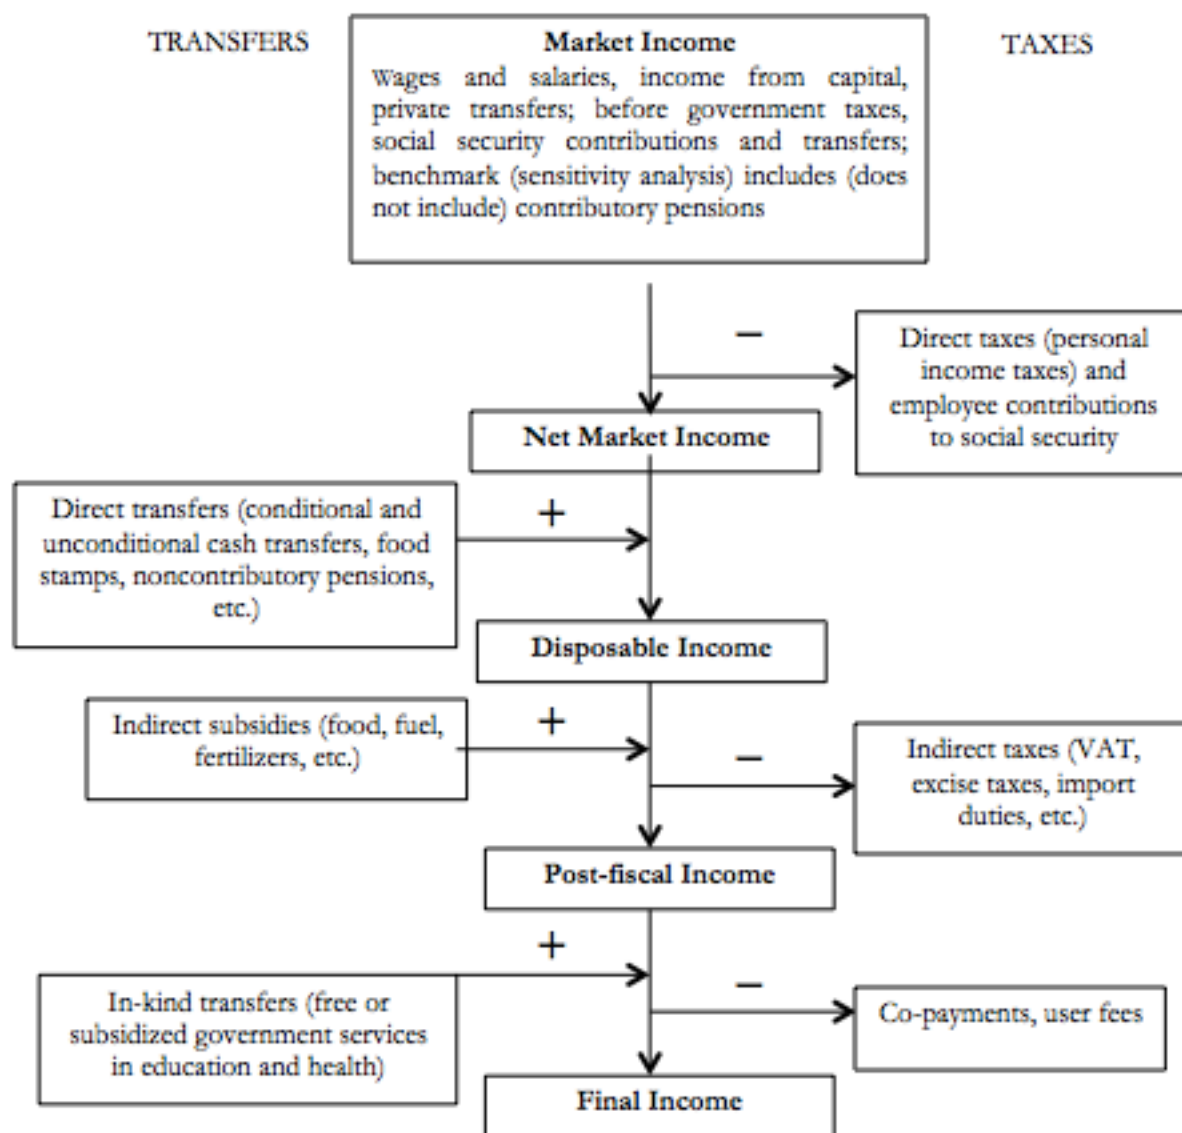 TRANSFERS
Market Income
TAXES
Wages and salaries, income from capital,
private transfers; before government taxes,
social security contributions and transfers;
benchmark (sensitivity analysis) includes (does
not include) contributory pensions
−
Direct taxes (personal
income taxes) and
employee contributions
to social security
Net Market Income
Direct transfers (conditional and
unconditional cash transfers, food
stamps, noncontributory pensions,
etc.)
+
Disposable Income
Indirect subsidies (food, fuel,
fertilizers, etc.)
+
−
Indirect taxes (VAT,
excise taxes, import
duties, etc.)
Post-fiscal Income
+
In-kind transfers (free or
subsidized government services
in education and health)
−
Co-payments, user fees
Final Income